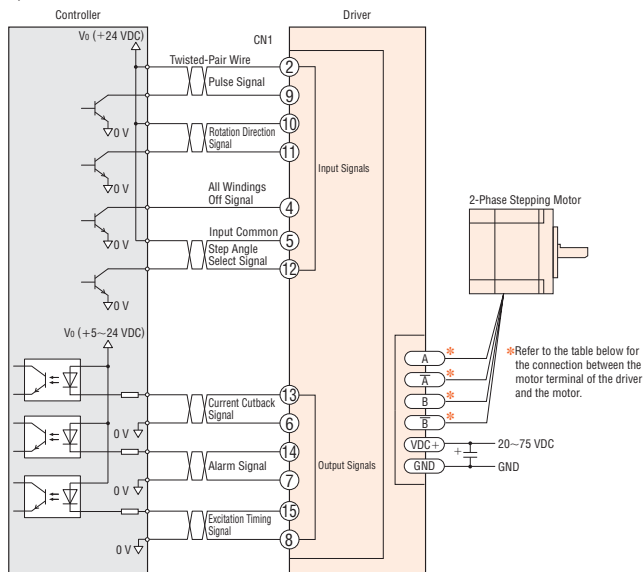 Controller
Driver
V0 (+24 VDC)
CN1
Twisted-Pair Wire
2
Pulse Signal
9
0 V
10
Rotation Direction
Signal
11
0 V
Input Signals
All Windings
Off Signal
4
0 V
Input Common
5
Step Angle
Select Signal
12
0 V
2-Phase Stepping Motor
V0 (+5~24 VDC)
A *
A̅ *
B *
B̅ *
*Refer to the table below for
the connection between the
motor terminal of the driver
and the motor.
VDC+
+
20~75 VDC
GND
GND
13
Current Cutback
Signal
0 V
6
14
Alarm Signal
Output Signals
0 V
7
15
Excitation Timing
Signal
0 V
8